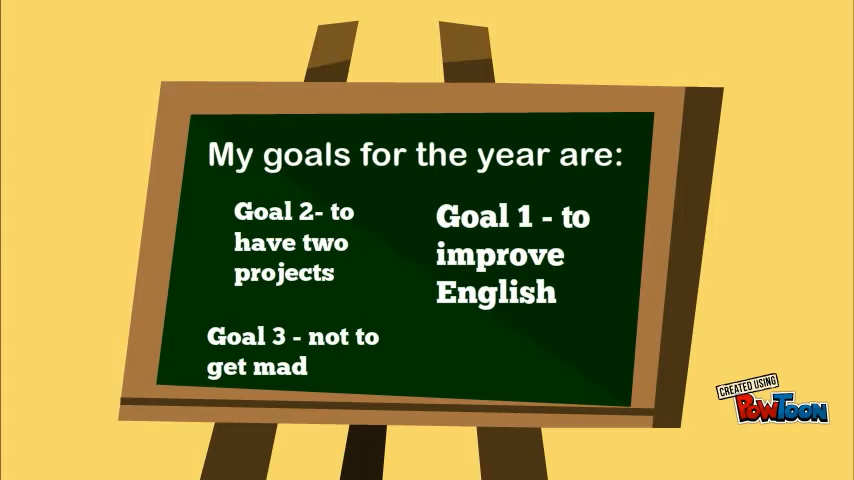 My goals for the year are:
Goal 2- to
have two
projects
Goal 1 - to
improve
English
Goal 3 - not to
get mad
CREATED USING
POWTOON